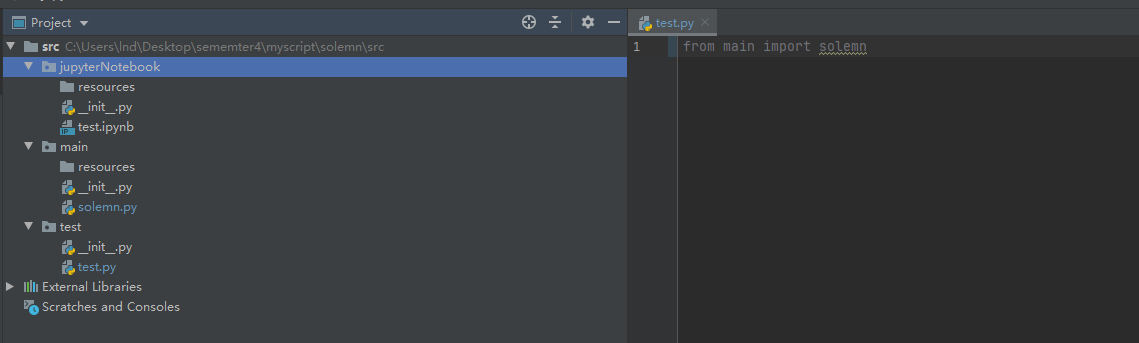 Project
src C:\Users\lnd\Desktop\sememter4\myscript\solemn\src
jupyterNotebook
resources
__init__.py
test.ipynb
main
resources
__init__.py
solemn.py
test
__init__.py
test.py
External Libraries
Scratches and Consoles
test.py
1 from main import solemn